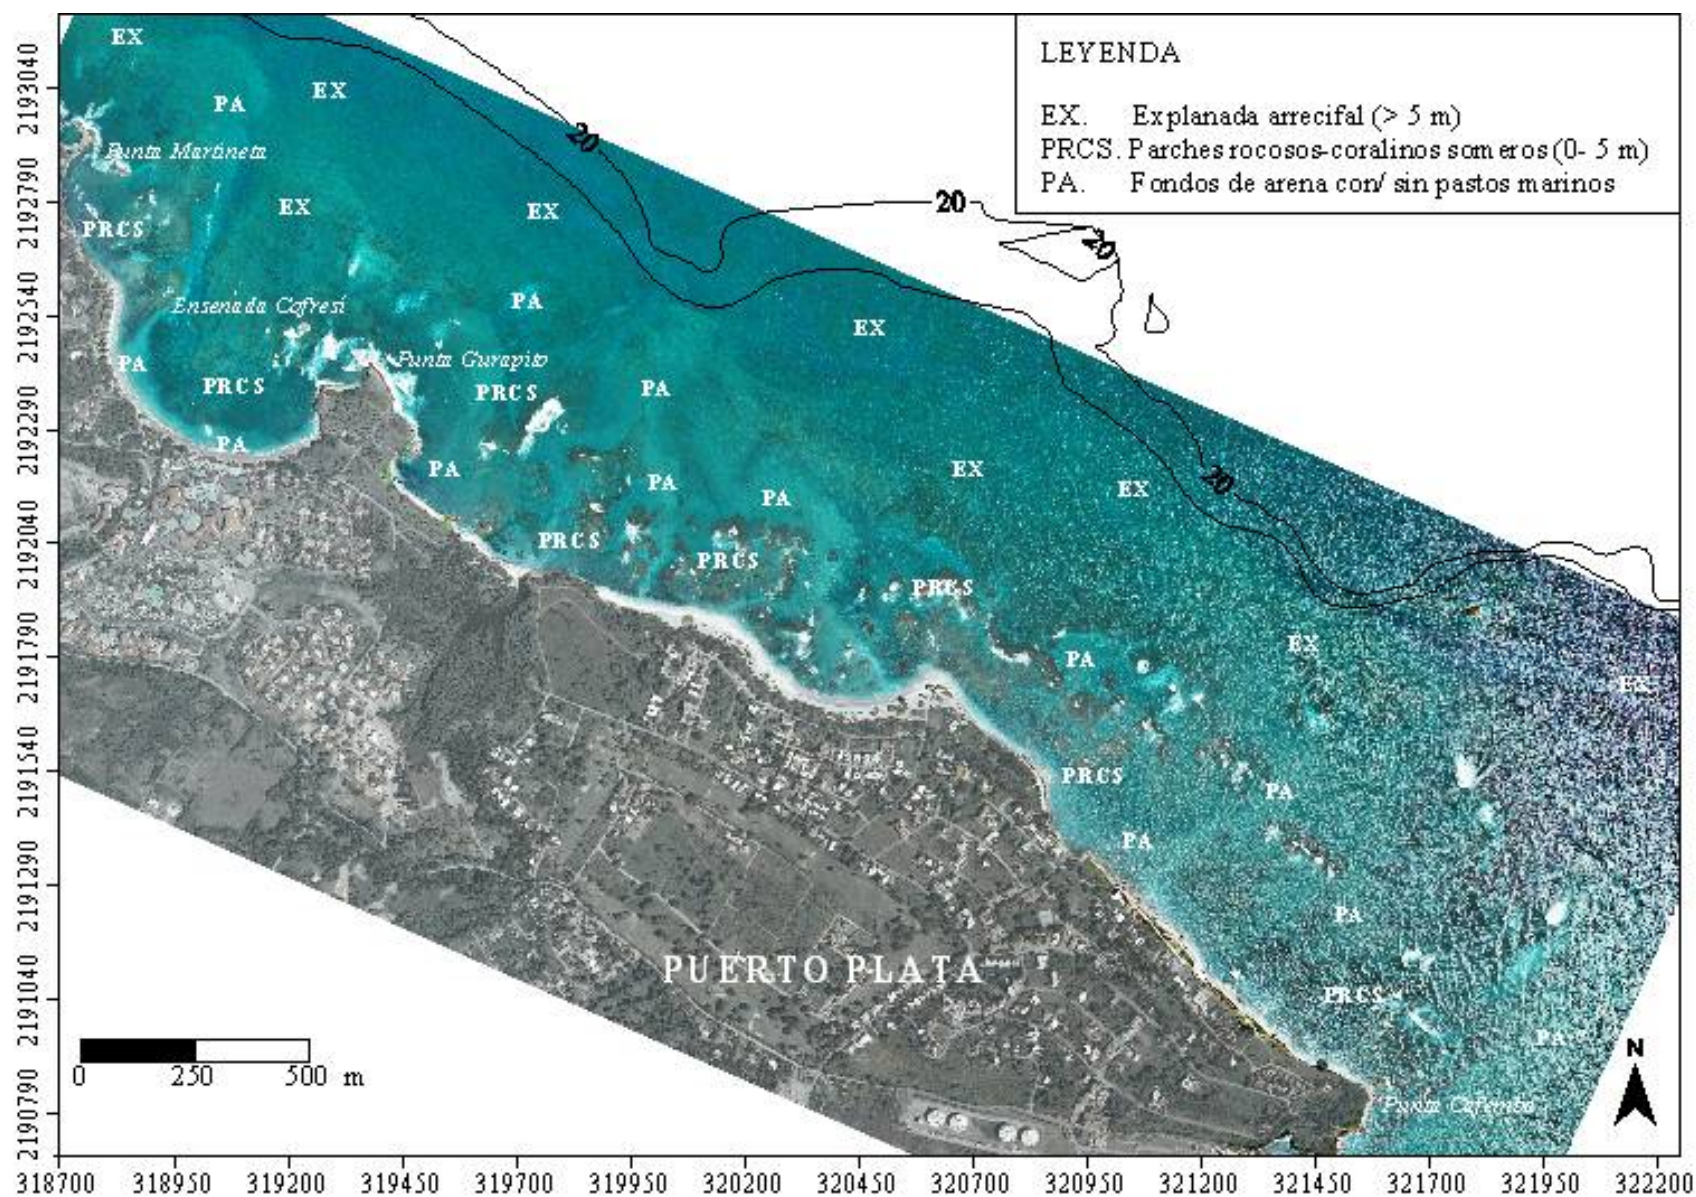 LEYENDA
EX. Explanada arrecifal (> 5 m)
PRCS. Parches rocosos-coralinos someros (0- 5 m)
PA. Fondos de arena con/ sin pastos marinos
EX
EX
PA
20
Punta Martineta
20
EX
EX
PRCS
20
PA
Ensenada Cofresí
EX
Punta Gurapito
PA
PRCS
PRCS
PA
PA
PA
EX
20
PA
PA
EX
PRCS
PRCS
PRCS
EX
PA
EX
PRCS
PA
PA
PA
PUERTO PLATA
PRCS
PA
N
Punta Cafemba
0 250 500 m
2193040
2192790
2192540
2192290
2192040
2191790
2191540
2191290
2191040
2190790
318700 318950 319200 319450 319700 319950 320200 320450 320700 320950 321200 321450 321700 321950 322200